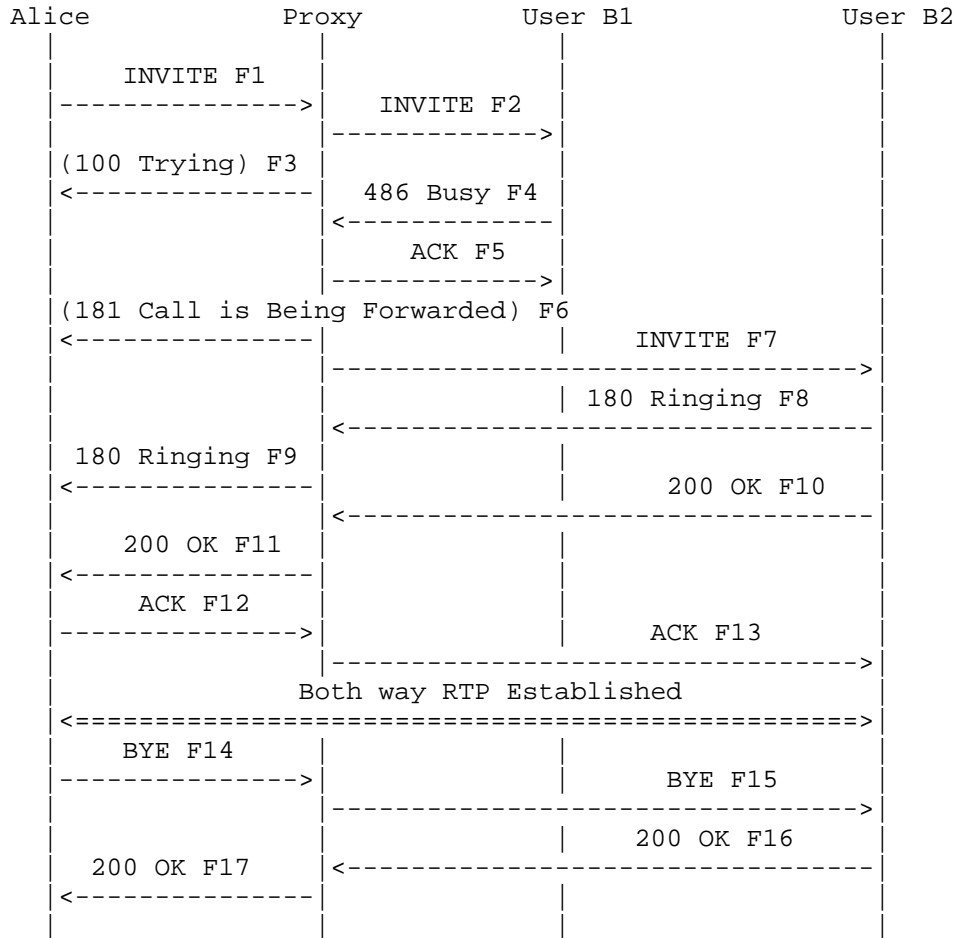 Alice Proxy User B1 User B2
INVITE F1
INVITE F2
(100 Trying) F3
486 Busy F4
ACK F5
(181 Call is Being Forwarded) F6
INVITE F7
180 Ringing F8
180 Ringing F9
200 OK F10
200 OK F11
ACK F12
ACK F13
Both way RTP Established
BYE F14
BYE F15
200 OK F16
200 OK F17